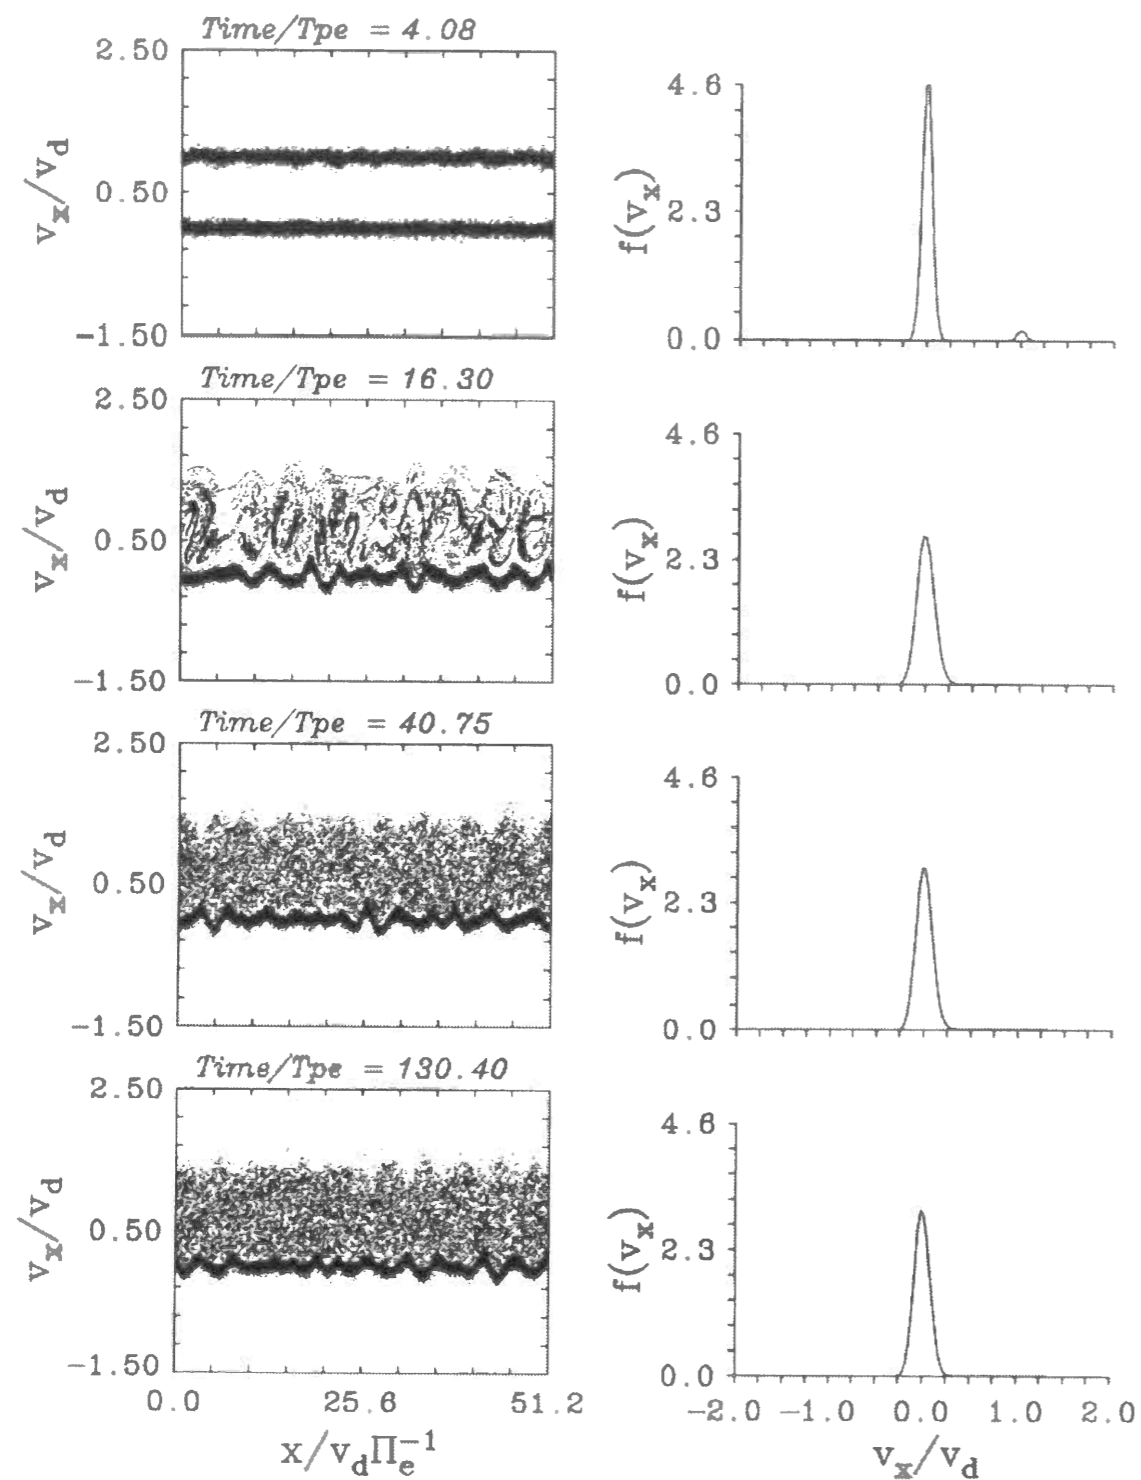 Time/Tpe = 4.08
2.50
v_x/v_d
0.50
-1.50
4.6
f(v_x)
2.3
0.0
Time/Tpe = 16.30
2.50
v_x/v_d
0.50
-1.50
4.6
f(v_x)
2.3
0.0
Time/Tpe = 40.75
2.50
v_x/v_d
0.50
-1.50
4.6
f(v_x)
2.3
0.0
Time/Tpe = 130.40
2.50
v_x/v_d
0.50
-1.50
0.0 25.6 51.2
x/v_dΠ_e^-1
4.6
f(v_x)
2.3
0.0
-2.0 -1.0 0.0 1.0 2.0
v_x/v_d